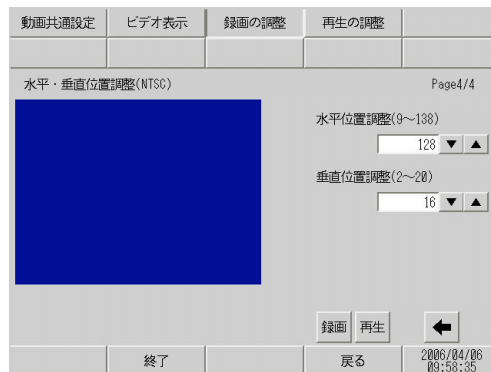 動画共通設定 ビデオ表示 録画の調整 再生の調整
水平・垂直位置調整(NTSC) Page4/4
水平位置調整(9～138)
128 ▼ ▲
垂直位置調整(2～20)
16 ▼ ▲
録画 再生 ←
終了 戻る 2006/04/06
09:58:35